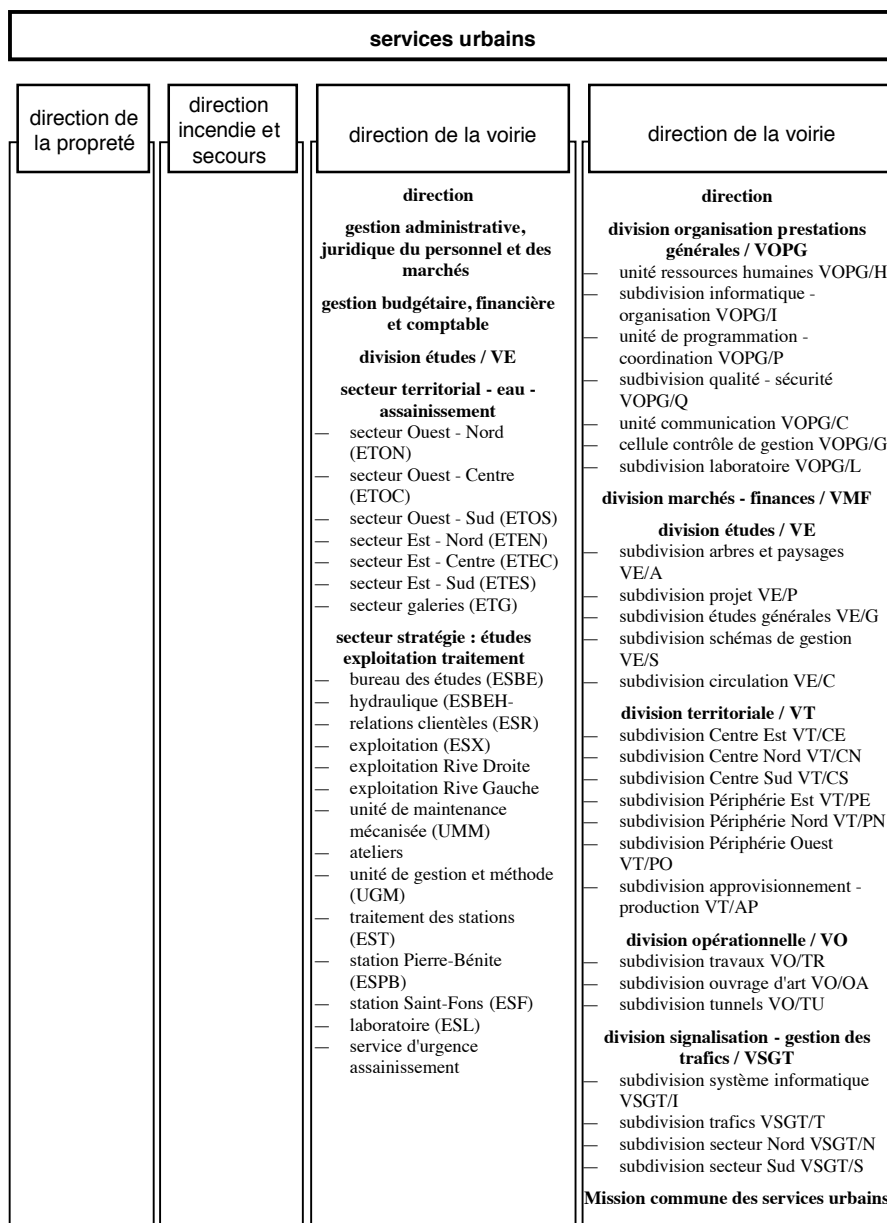 services urbains
direction de
la propreté
direction
incendie et
secours
direction de la voirie
direction
gestion administrative,
juridique du personnel et des
marchés
gestion budgétaire, financière
et comptable
division études / VE
secteur territorial - eau -
assainissement
— secteur Ouest - Nord
(ETON)
— secteur Ouest - Centre
(ETOC)
— secteur Ouest - Sud (ETOS)
— secteur Est - Nord (ETEN)
— secteur Est - Centre (ETEC)
— secteur Est - Sud (ETES)
— secteur galeries (ETG)
secteur stratégie : études
exploitation traitement
— bureau des études (ESBE)
— hydraulique (ESBEH-
— relations clientèles (ESR)
— exploitation (ESX)
— exploitation Rive Droite
— exploitation Rive Gauche
— unité de maintenance
mécanisée (UMM)
— ateliers
— unité de gestion et méthode
(UGM)
— traitement des stations
(EST)
— station Pierre-Bénite
(ESPB)
— station Saint-Fons (ESF)
— laboratoire (ESL)
— service d'urgence
assainissement
direction de la voirie
direction
division organisation prestations
générales / VOPG
— unité ressources humaines VOPG/H
— subdivision informatique -
organisation VOPG/I
— unité de programmation -
coordination VOPG/P
— sudbivision qualité - sécurité
VOPG/Q
— unité communication VOPG/C
— cellule contrôle de gestion VOPG/G
— subdivision laboratoire VOPG/L
division marchés - finances / VMF
division études / VE
— subdivision arbres et paysages
VE/A
— subdivision projet VE/P
— subdivision études générales VE/G
— subdivision schémas de gestion
VE/S
— subdivision circulation VE/C
division territoriale / VT
— subdivision Centre Est VT/CE
— subdivision Centre Nord VT/CN
— subdivision Centre Sud VT/CS
— subdivision Périphérie Est VT/PE
— subdivision Périphérie Nord VT/PN
— subdivision Périphérie Ouest
VT/PO
— subdivision approvisionnement -
production VT/AP
division opérationnelle / VO
— subdivision travaux VO/TR
— subdivision ouvrage d'art VO/OA
— subdivision tunnels VO/TU
division signalisation - gestion des
trafics / VSGT
— subdivision système informatique
VSGT/I
— subdivision trafics VSGT/T
— subdivision secteur Nord VSGT/N
— subdivision secteur Sud VSGT/S
Mission commune des services urbains